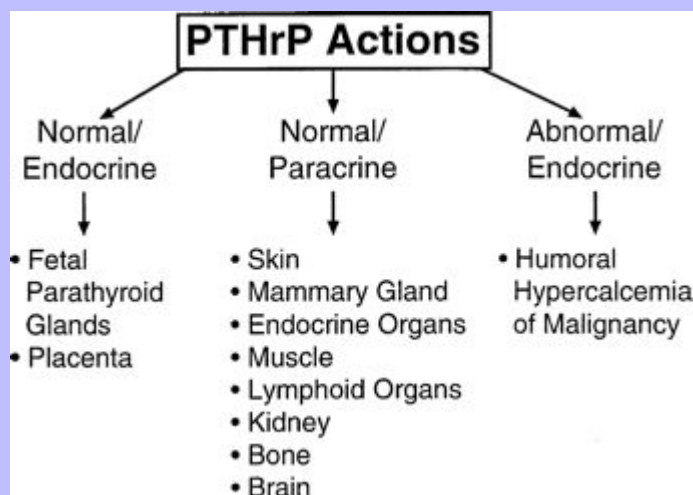 PTHrP Actions
Normal/
Endocrine
• Fetal
Parathyroid
Glands
• Placenta
Normal/
Paracrine
• Skin
• Mammary Gland
• Endocrine Organs
• Muscle
• Lymphoid Organs
• Kidney
• Bone
• Brain
Abnormal/
Endocrine
• Humoral
Hypercalcemia
of Malignancy